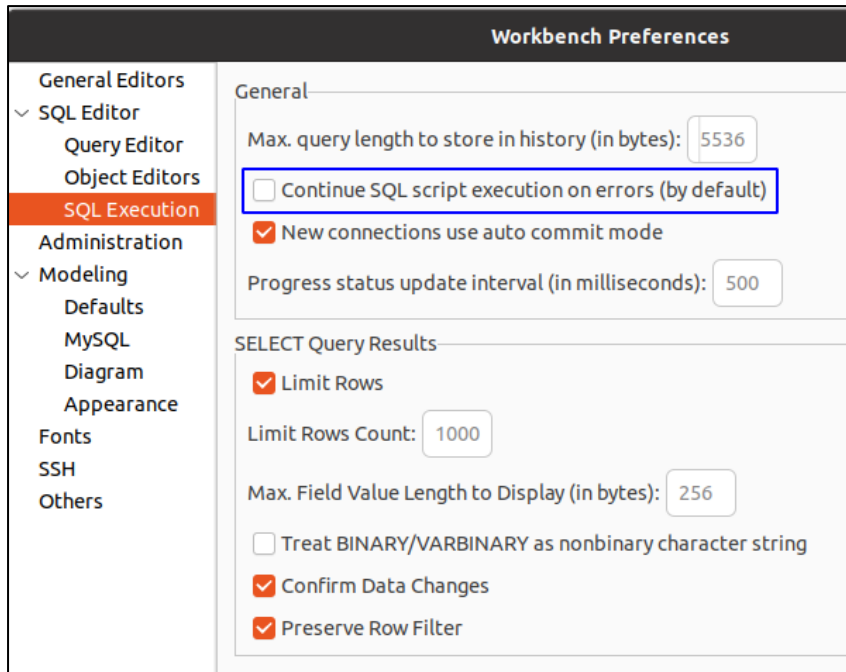 Workbench Preferences
General Editors
SQL Editor
Query Editor
Object Editors
SQL Execution
Administration
Modeling
Defaults
MySQL
Diagram
Appearance
Fonts
SSH
Others
General
Max. query length to store in history (in bytes): 5536
Continue SQL script execution on errors (by default)
New connections use auto commit mode
Progress status update interval (in milliseconds): 500
SELECT Query Results
Limit Rows
Limit Rows Count: 1000
Max. Field Value Length to Display (in bytes): 256
Treat BINARY/VARBINARY as nonbinary character string
Confirm Data Changes
Preserve Row Filter